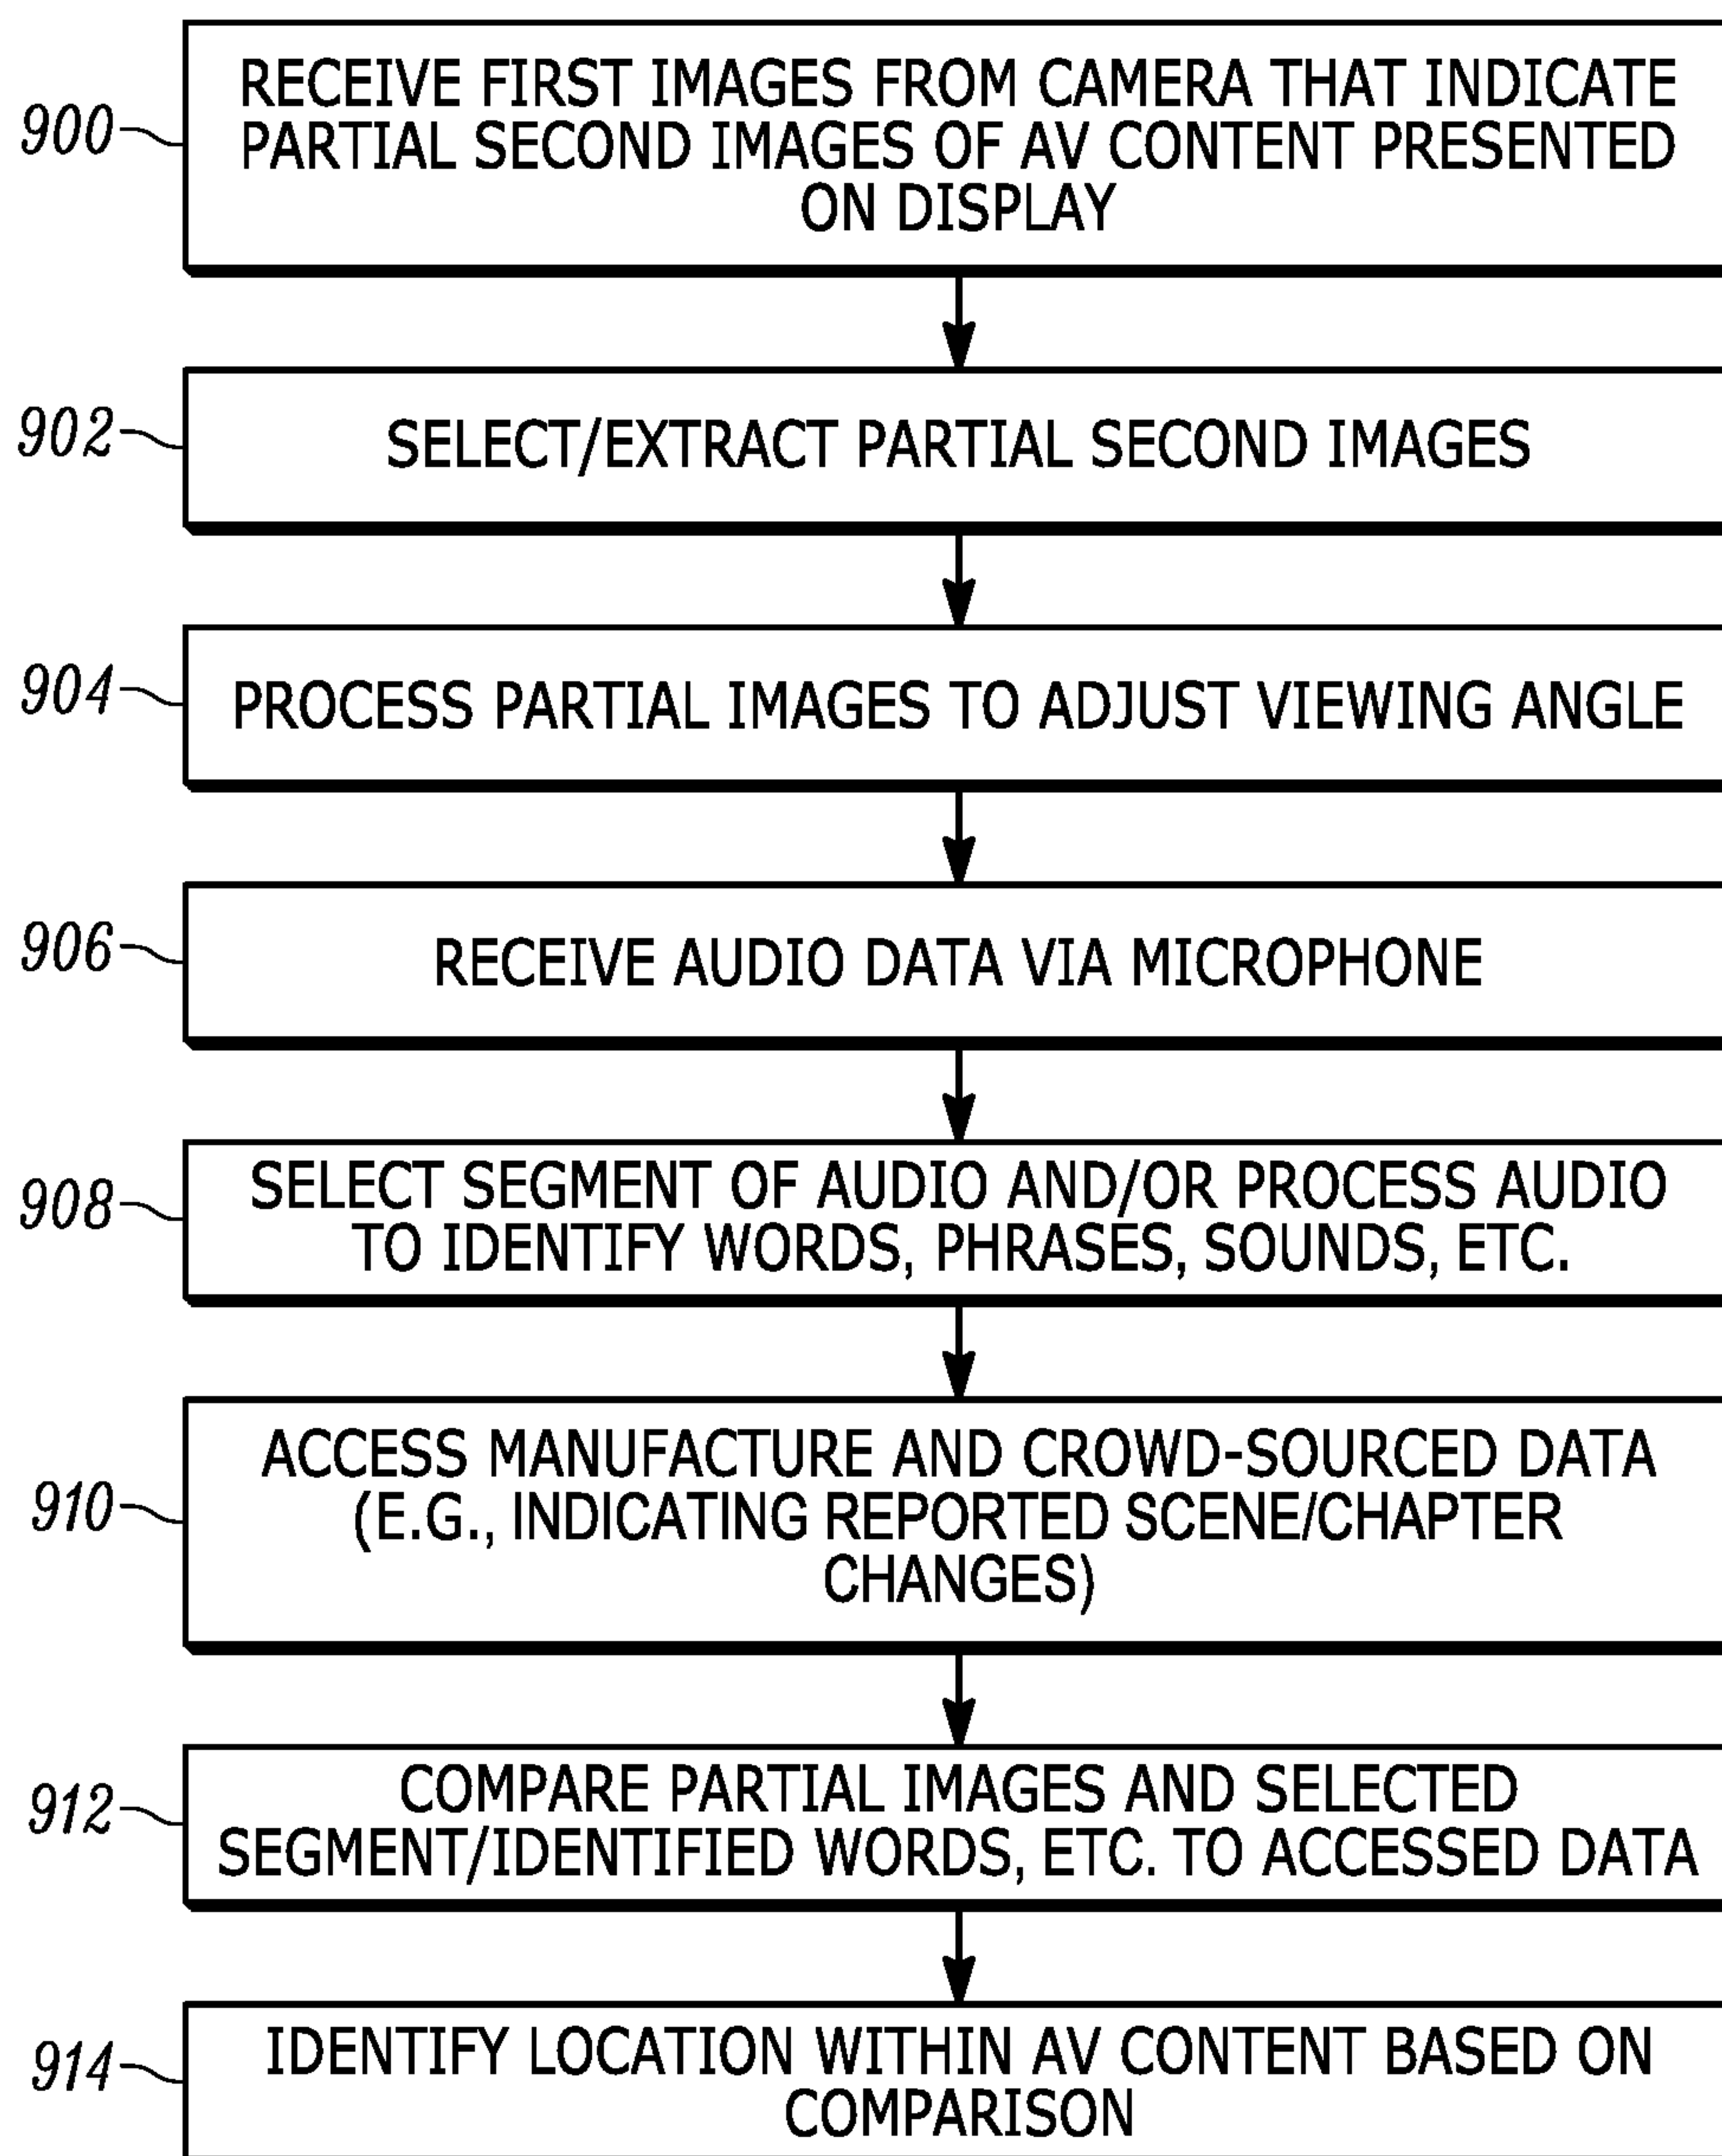 900
RECEIVE FIRST IMAGES FROM CAMERA THAT INDICATE
PARTIAL SECOND IMAGES OF AV CONTENT PRESENTED
ON DISPLAY
902
SELECT/EXTRACT PARTIAL SECOND IMAGES
904
PROCESS PARTIAL IMAGES TO ADJUST VIEWING ANGLE
906
RECEIVE AUDIO DATA VIA MICROPHONE
908
SELECT SEGMENT OF AUDIO AND/OR PROCESS AUDIO
TO IDENTIFY WORDS, PHRASES, SOUNDS, ETC.
910
ACCESS MANUFACTURE AND CROWD-SOURCED DATA
(E.G., INDICATING REPORTED SCENE/CHAPTER
CHANGES)
912
COMPARE PARTIAL IMAGES AND SELECTED
SEGMENT/IDENTIFIED WORDS, ETC. TO ACCESSED DATA
914
IDENTIFY LOCATION WITHIN AV CONTENT BASED ON
COMPARISON